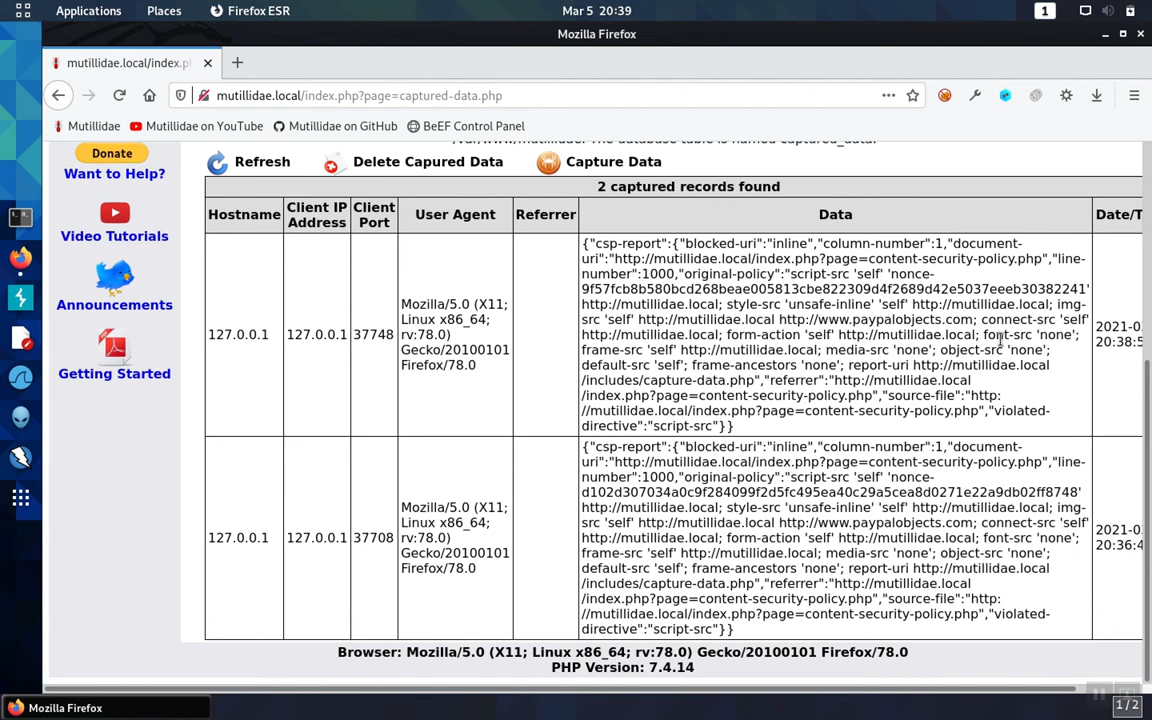 Applications Places Firefox ESR Mar 5 20:39 1
Mozilla Firefox
mutillidae.local/index.p
mutillidae.local/index.php?page=captured-data.php
Mutillidae Mutillidae on YouTube Mutillidae on GitHub BeEF Control Panel
Donate
Want to Help?
Video Tutorials
Announcements
Getting Started
Refresh Delete Capured Data Capture Data
2 captured records found
Hostname Client IP Address Client Port User Agent Referrer Data Date/T
127.0.0.1 127.0.0.1 37748
Mozilla/5.0 (X11;
Linux x86_64;
rv:78.0)
Gecko/20100101
Firefox/78.0
{"csp-report":{"blocked-uri":"inline","column-number":1,"document-
uri":"http://mutillidae.local/index.php?page=content-security-policy.php","line-
number":1000,"original-policy":"script-src 'self' 'nonce-
9f57fcb8b580bcd268beae005813cbe822309d4f2689d42e5037eeeb30382241'
http://mutillidae.local; style-src 'unsafe-inline' 'self' http://mutillidae.local; img-
src 'self' http://mutillidae.local http://www.paypalobjects.com; connect-src 'self'
http://mutillidae.local; form-action 'self' http://mutillidae.local; font-src 'none';
frame-src 'self' http://mutillidae.local; media-src 'none'; object-src 'none';
default-src 'self'; frame-ancestors 'none'; report-uri http://mutillidae.local
/includes/capture-data.php","referrer":"http://mutillidae.local
/index.php?page=content-security-policy.php","source-file":"http:
//mutillidae.local/index.php?page=content-security-policy.php","violated-
directive":"script-src"}}
2021-0
20:38:5
127.0.0.1 127.0.0.1 37708
Mozilla/5.0 (X11;
Linux x86_64;
rv:78.0)
Gecko/20100101
Firefox/78.0
{"csp-report":{"blocked-uri":"inline","column-number":1,"document-
uri":"http://mutillidae.local/index.php?page=content-security-policy.php","line-
number":1000,"original-policy":"script-src 'self' 'nonce-
d102d307034a0c9f284099f2d5fc495ea40c29a5cea8d0271e22a9db02ff8748'
http://mutillidae.local; style-src 'unsafe-inline' 'self' http://mutillidae.local; img-
src 'self' http://mutillidae.local http://www.paypalobjects.com; connect-src 'self'
http://mutillidae.local; form-action 'self' http://mutillidae.local; font-src 'none';
frame-src 'self' http://mutillidae.local; media-src 'none'; object-src 'none';
default-src 'self'; frame-ancestors 'none'; report-uri http://mutillidae.local
/includes/capture-data.php","referrer":"http://mutillidae.local
/index.php?page=content-security-policy.php","source-file":"http:
//mutillidae.local/index.php?page=content-security-policy.php","violated-
directive":"script-src"}}
2021-0
20:36:4
Browser: Mozilla/5.0 (X11; Linux x86_64; rv:78.0) Gecko/20100101 Firefox/78.0
PHP Version: 7.4.14
Mozilla Firefox
1/2